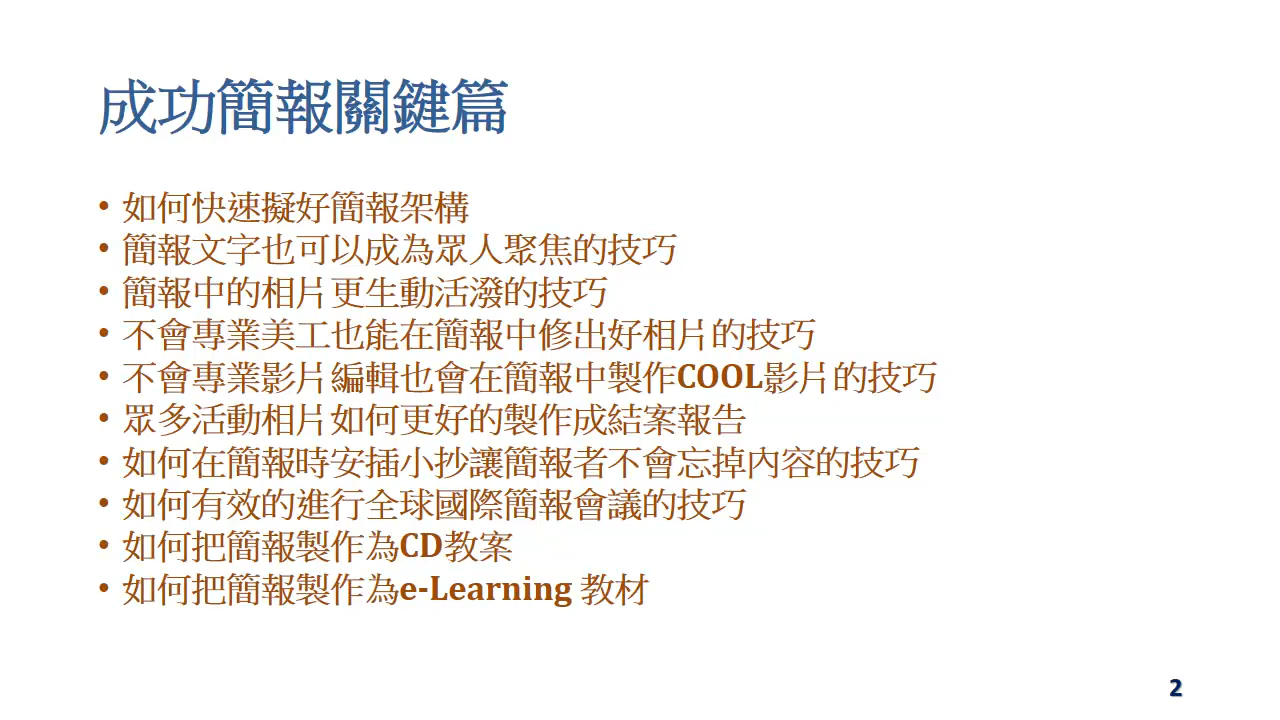 成功簡報關鍵篇
• 如何快速擬好簡報架構
• 簡報文字也可以成為眾人聚焦的技巧
• 簡報中的相片更生動活潑的技巧
• 不會專業美工也能在簡報中修出好相片的技巧
• 不會專業影片編輯也會在簡報中製作COOL影片的技巧
• 眾多活動相片如何更好的製作成結案報告
• 如何在簡報時安插小抄讓簡報者不會忘掉內容的技巧
• 如何有效的進行全球國際簡報會議的技巧
• 如何把簡報製作為CD教案
• 如何把簡報製作為e-Learning 教材
2